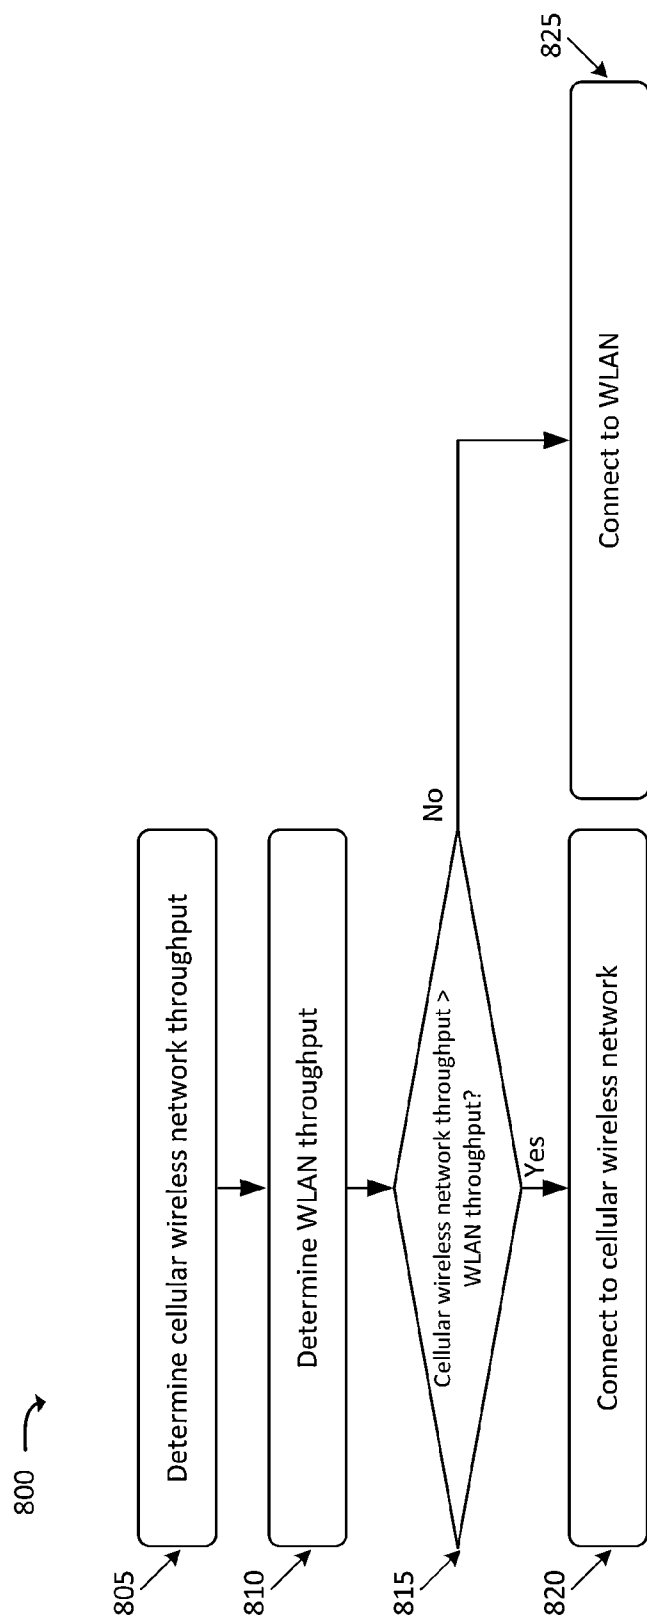 800
805
Determine cellular wireless network throughput
810
Determine WLAN throughput
815
Cellular wireless network throughput >
WLAN throughput?
No
Yes
820
Connect to cellular wireless network
825
Connect to WLAN